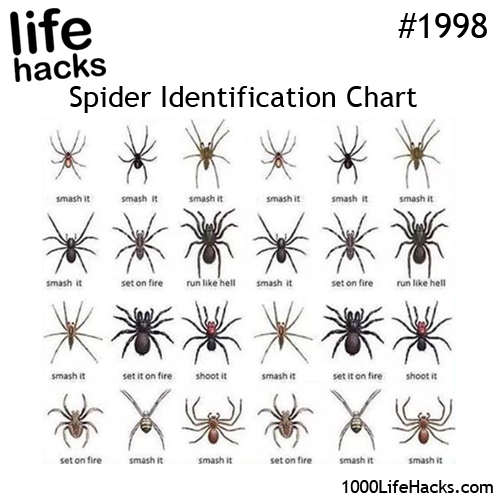 life
hacks
#1998
Spider Identification Chart
smash it smash it smash it smash it smash it smash it
smash it set on fire run like hell smash it set on fire run like hell
smash it set it on fire shoot it smash it set it on fire shoot it
set on fire smash it smash it set on fire smash it smash it
1000LifeHacks.com